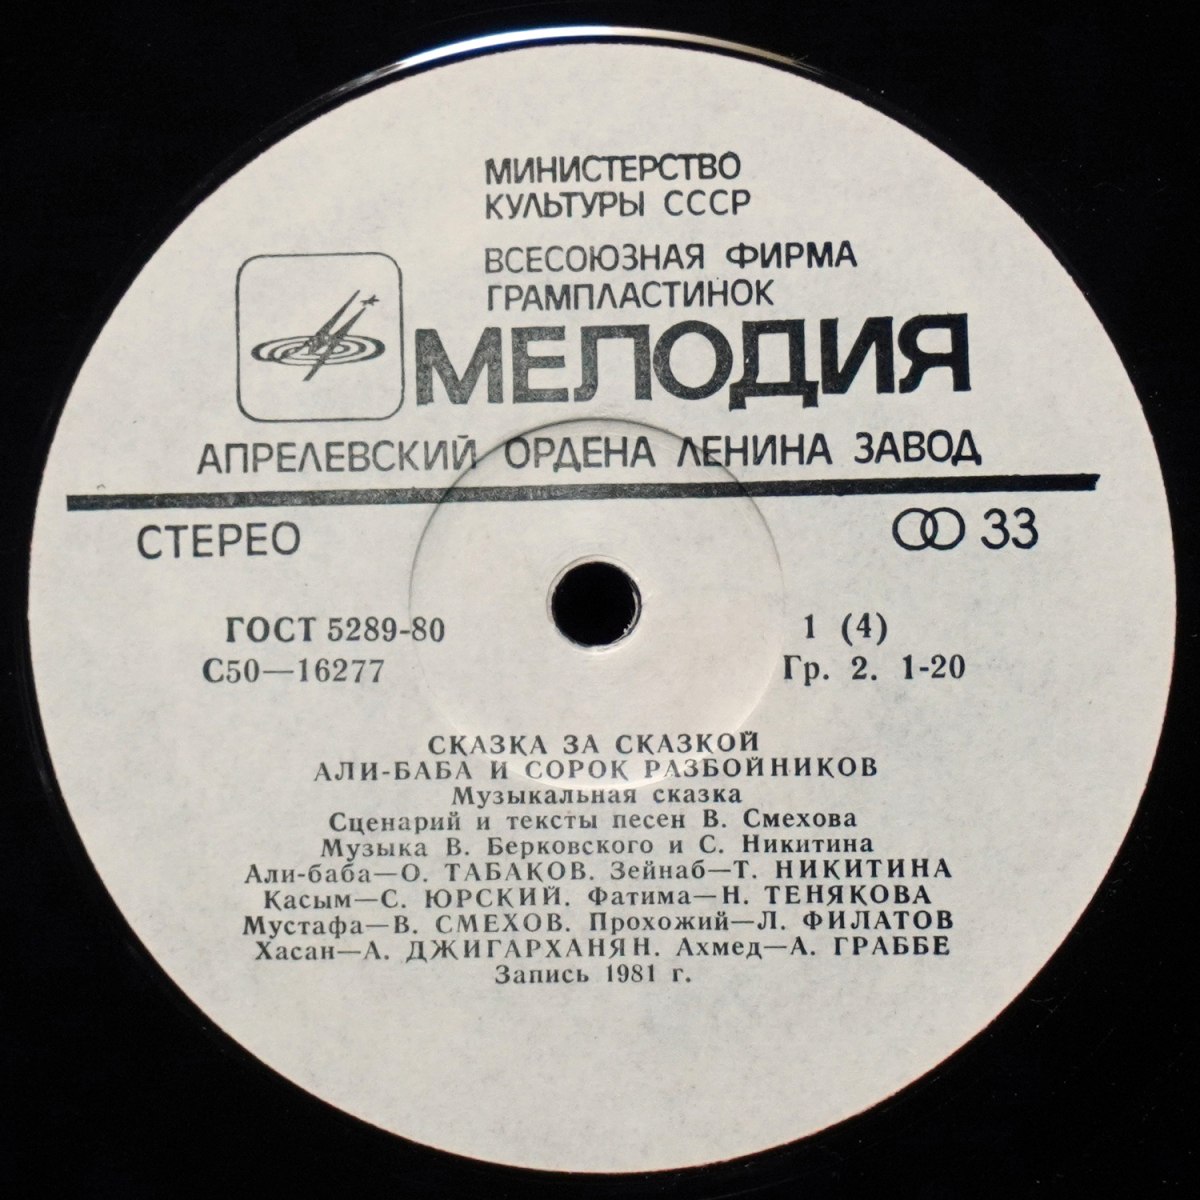 МИНИСТЕРСТВО
КУЛЬТУРЫ СССР
ВСЕСОЮЗНАЯ ФИРМА
ГРАМПЛАСТИНОК
МЕЛОДИЯ
АПРЕЛЕВСКИЙ ОРДЕНА ЛЕНИНА ЗАВОД
СТЕРЕО 33
ГОСТ 5289-80 1 (4)
С50—16277 Гр. 2. 1-20
СКАЗКА ЗА СКАЗКОЙ
АЛИ-БАБА И СОРОК РАЗБОЙНИКОВ
Музыкальная сказка
Сценарий и тексты песен В. Смехова
Музыка В. Берковского и С. Никитина
Али-баба—О. ТАБАКОВ. Зейнаб—Т. НИКИТИНА
Касым—С. ЮРСКИЙ. Фатима—Н. ТЕНЯКОВА
Мустафа—В. СМЕХОВ. Прохожий—Л. ФИЛАТОВ
Хасан—А. ДЖИГАРХАНЯН. Ахмед—А. ГРАББЕ
Запись 1981 г.